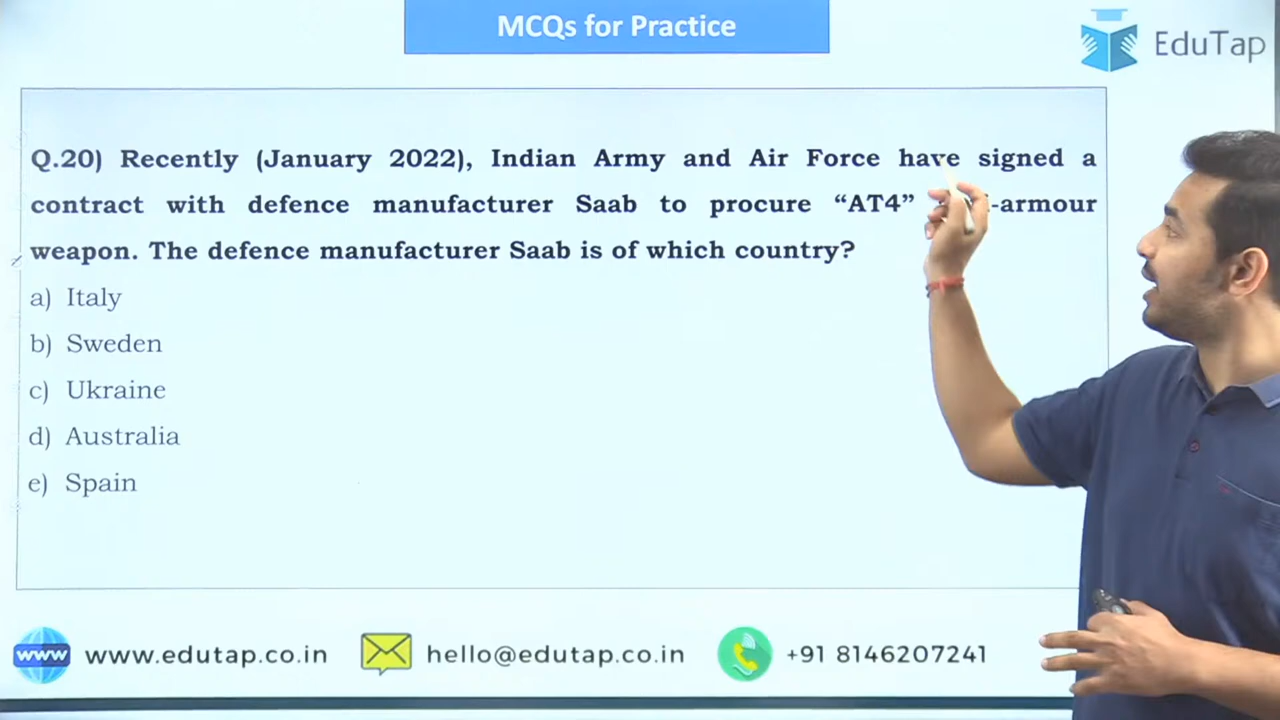 MCQs for Practice
EduTap
Q.20) Recently (January 2022), Indian Army and Air Force have signed a
contract with defence manufacturer Saab to procure “AT4” -armour
weapon. The defence manufacturer Saab is of which country?
a) Italy
b) Sweden
c) Ukraine
d) Australia
e) Spain
www www.edutap.co.in hello@edutap.co.in +91 8146207241